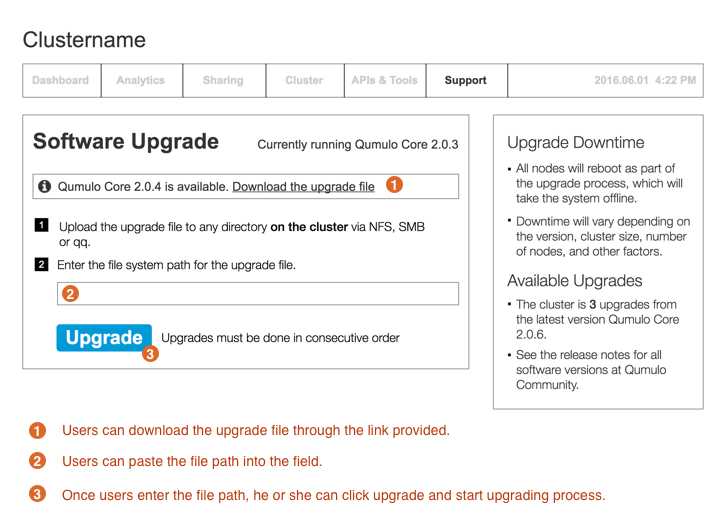 Clustername
Dashboard Analytics Sharing Cluster APIs & Tools Support 2016.06.01 4:22 PM
Software Upgrade Currently running Qumulo Core 2.0.3
Qumulo Core 2.0.4 is available. Download the upgrade file 1
1 Upload the upgrade file to any directory on the cluster via NFS, SMB
or qq.
2 Enter the file system path for the upgrade file.
2
Upgrade Upgrades must be done in consecutive order
3
Upgrade Downtime
• All nodes will reboot as part of
the upgrade process, which will
take the system offline.
• Downtime will vary depending on
the version, cluster size, number
of nodes, and other factors.
Available Upgrades
• The cluster is 3 upgrades from
the latest version Qumulo Core
2.0.6.
• See the release notes for all
software versions at Qumulo
Community.
1 Users can download the upgrade file through the link provided.
2 Users can paste the file path into the field.
3 Once users enter the file path, he or she can click upgrade and start upgrading process.